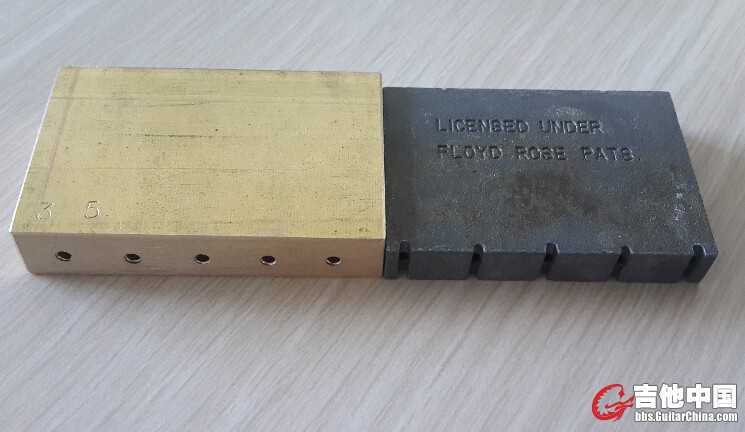 LICENSED UNDER
FLOYD ROSE PATS.
3 5
吉他中国
bbs.GuitarChina.com